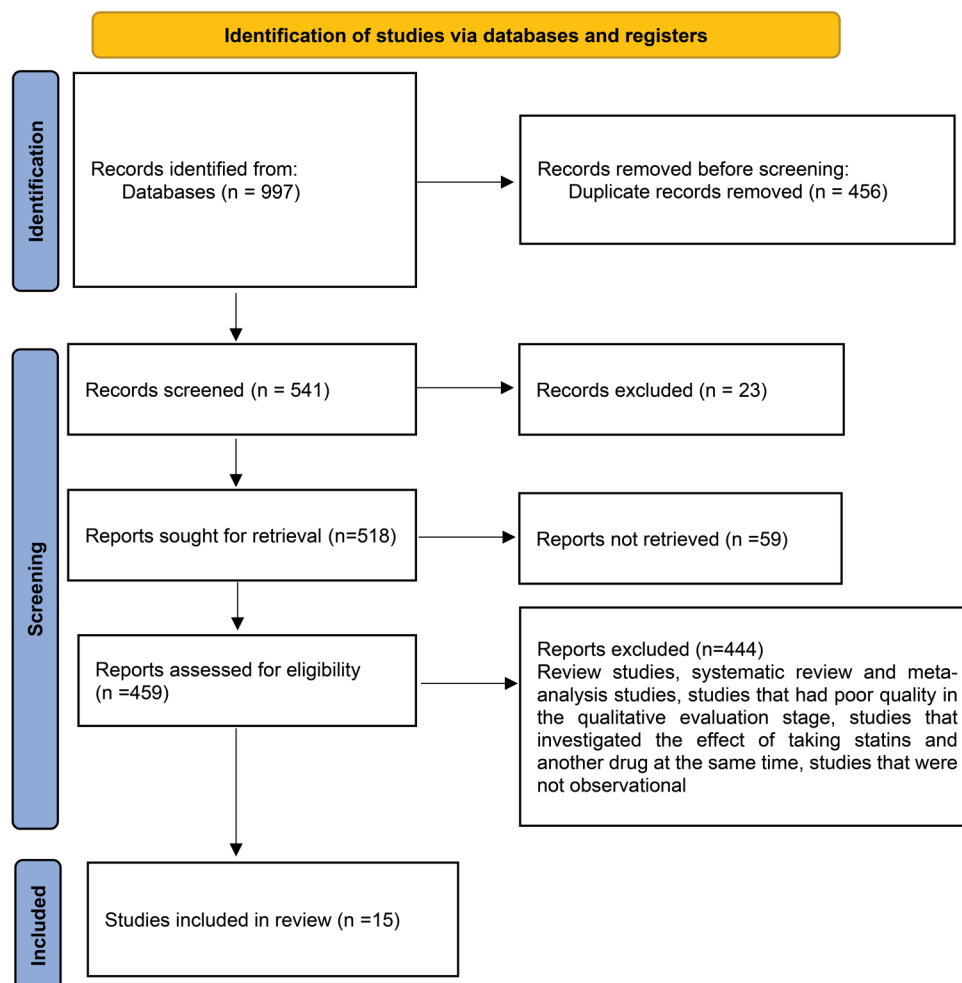 Identification of studies via databases and registers
Identification
Records identified from:
Databases (n = 997)
Records removed before screening:
Duplicate records removed (n = 456)
Screening
Records screened (n = 541)
Records excluded (n = 23)
Reports sought for retrieval (n=518)
Reports not retrieved (n =59)
Reports assessed for eligibility
(n =459)
Reports excluded (n=444)
Review studies, systematic review and meta-
analysis studies, studies that had poor quality in
the qualitative evaluation stage, studies that
investigated the effect of taking statins and
another drug at the same time, studies that were
not observational
Included
Studies included in review (n =15)